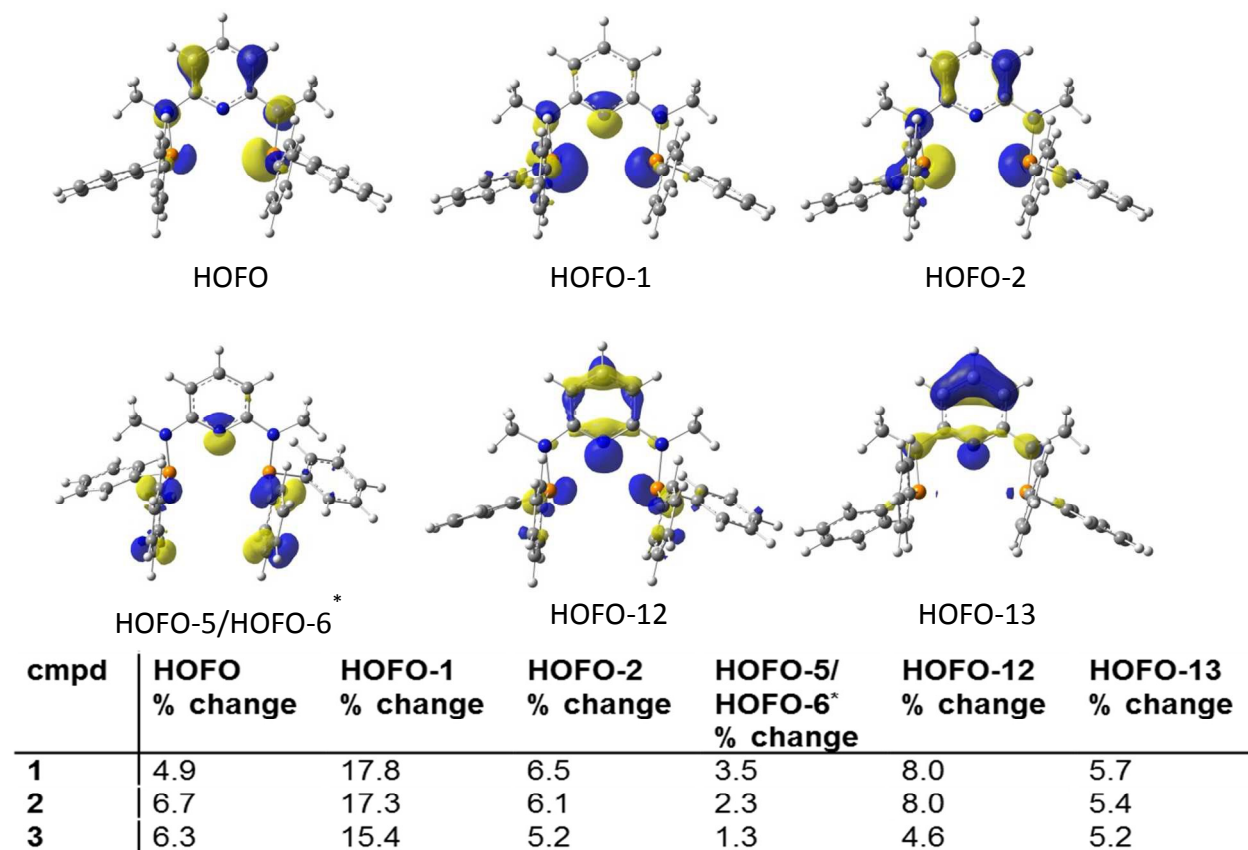 HOFO HOFO-1 HOFO-2
HOFO-5/HOFO-6* HOFO-12 HOFO-13
cmpd HOFO HOFO-1 HOFO-2 HOFO-5/ HOFO-12 HOFO-13
% change % change % change HOFO-6* % change % change
% change
1 4.9 17.8 6.5 3.5 8.0 5.7
2 6.7 17.3 6.1 2.3 8.0 5.4
3 6.3 15.4 5.2 1.3 4.6 5.2